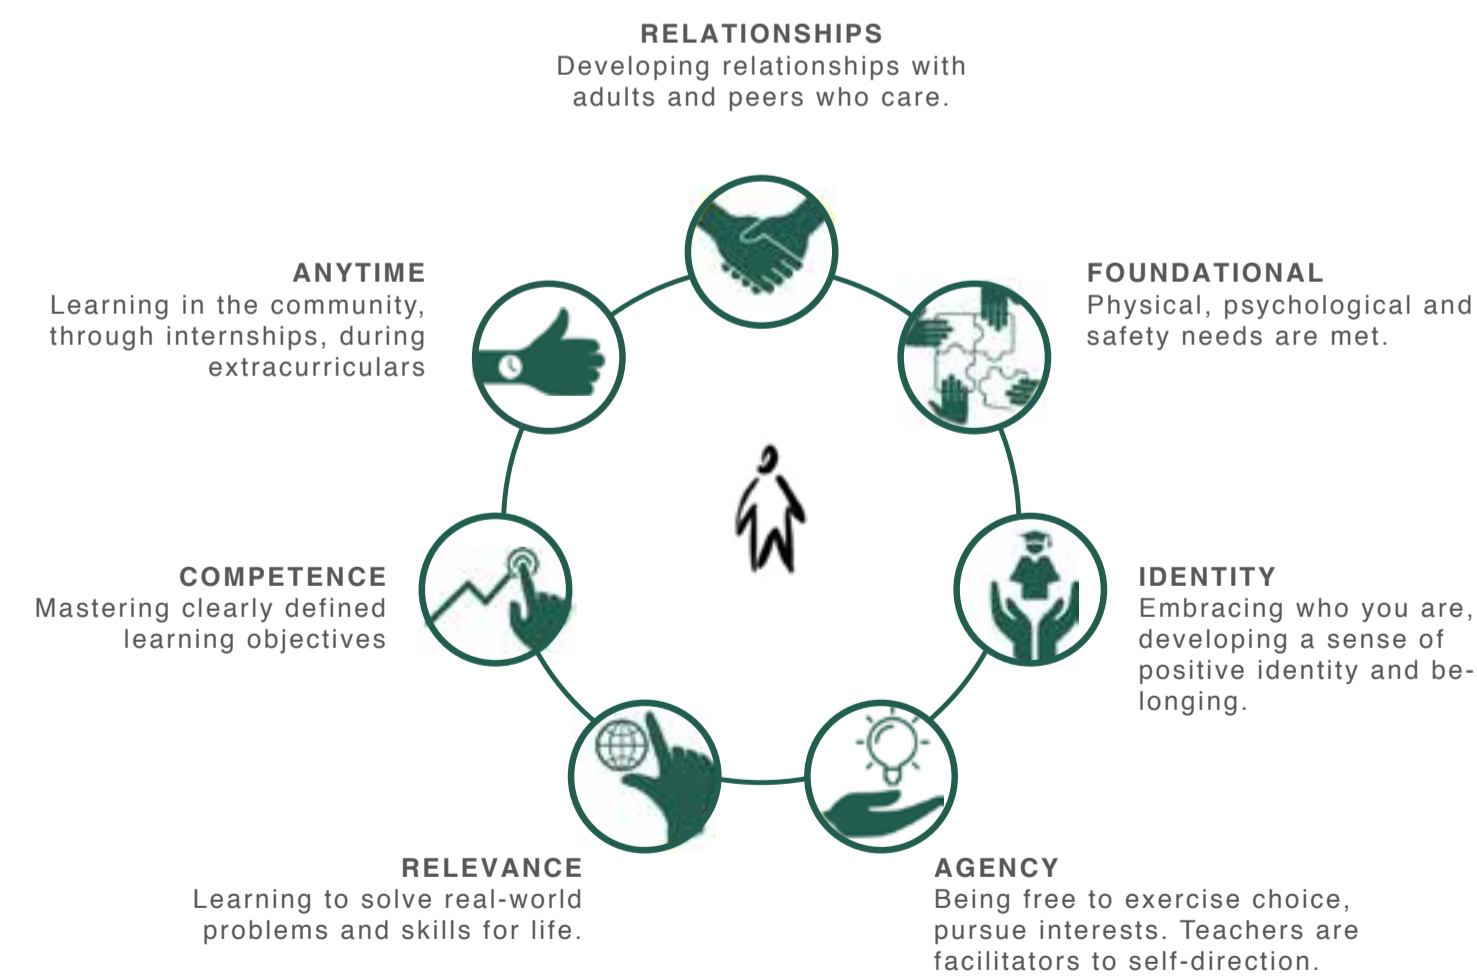 RELATIONSHIPS
Developing relationships with
adults and peers who care.
ANYTIME
Learning in the community,
through internships, during
extracurriculars
FOUNDATIONAL
Physical, psychological and
safety needs are met.
COMPETENCE
Mastering clearly defined
learning objectives
IDENTITY
Embracing who you are,
developing a sense of
positive identity and be-
longing.
RELEVANCE
Learning to solve real-world
problems and skills for life.
AGENCY
Being free to exercise choice,
pursue interests. Teachers are
facilitators to self-direction.